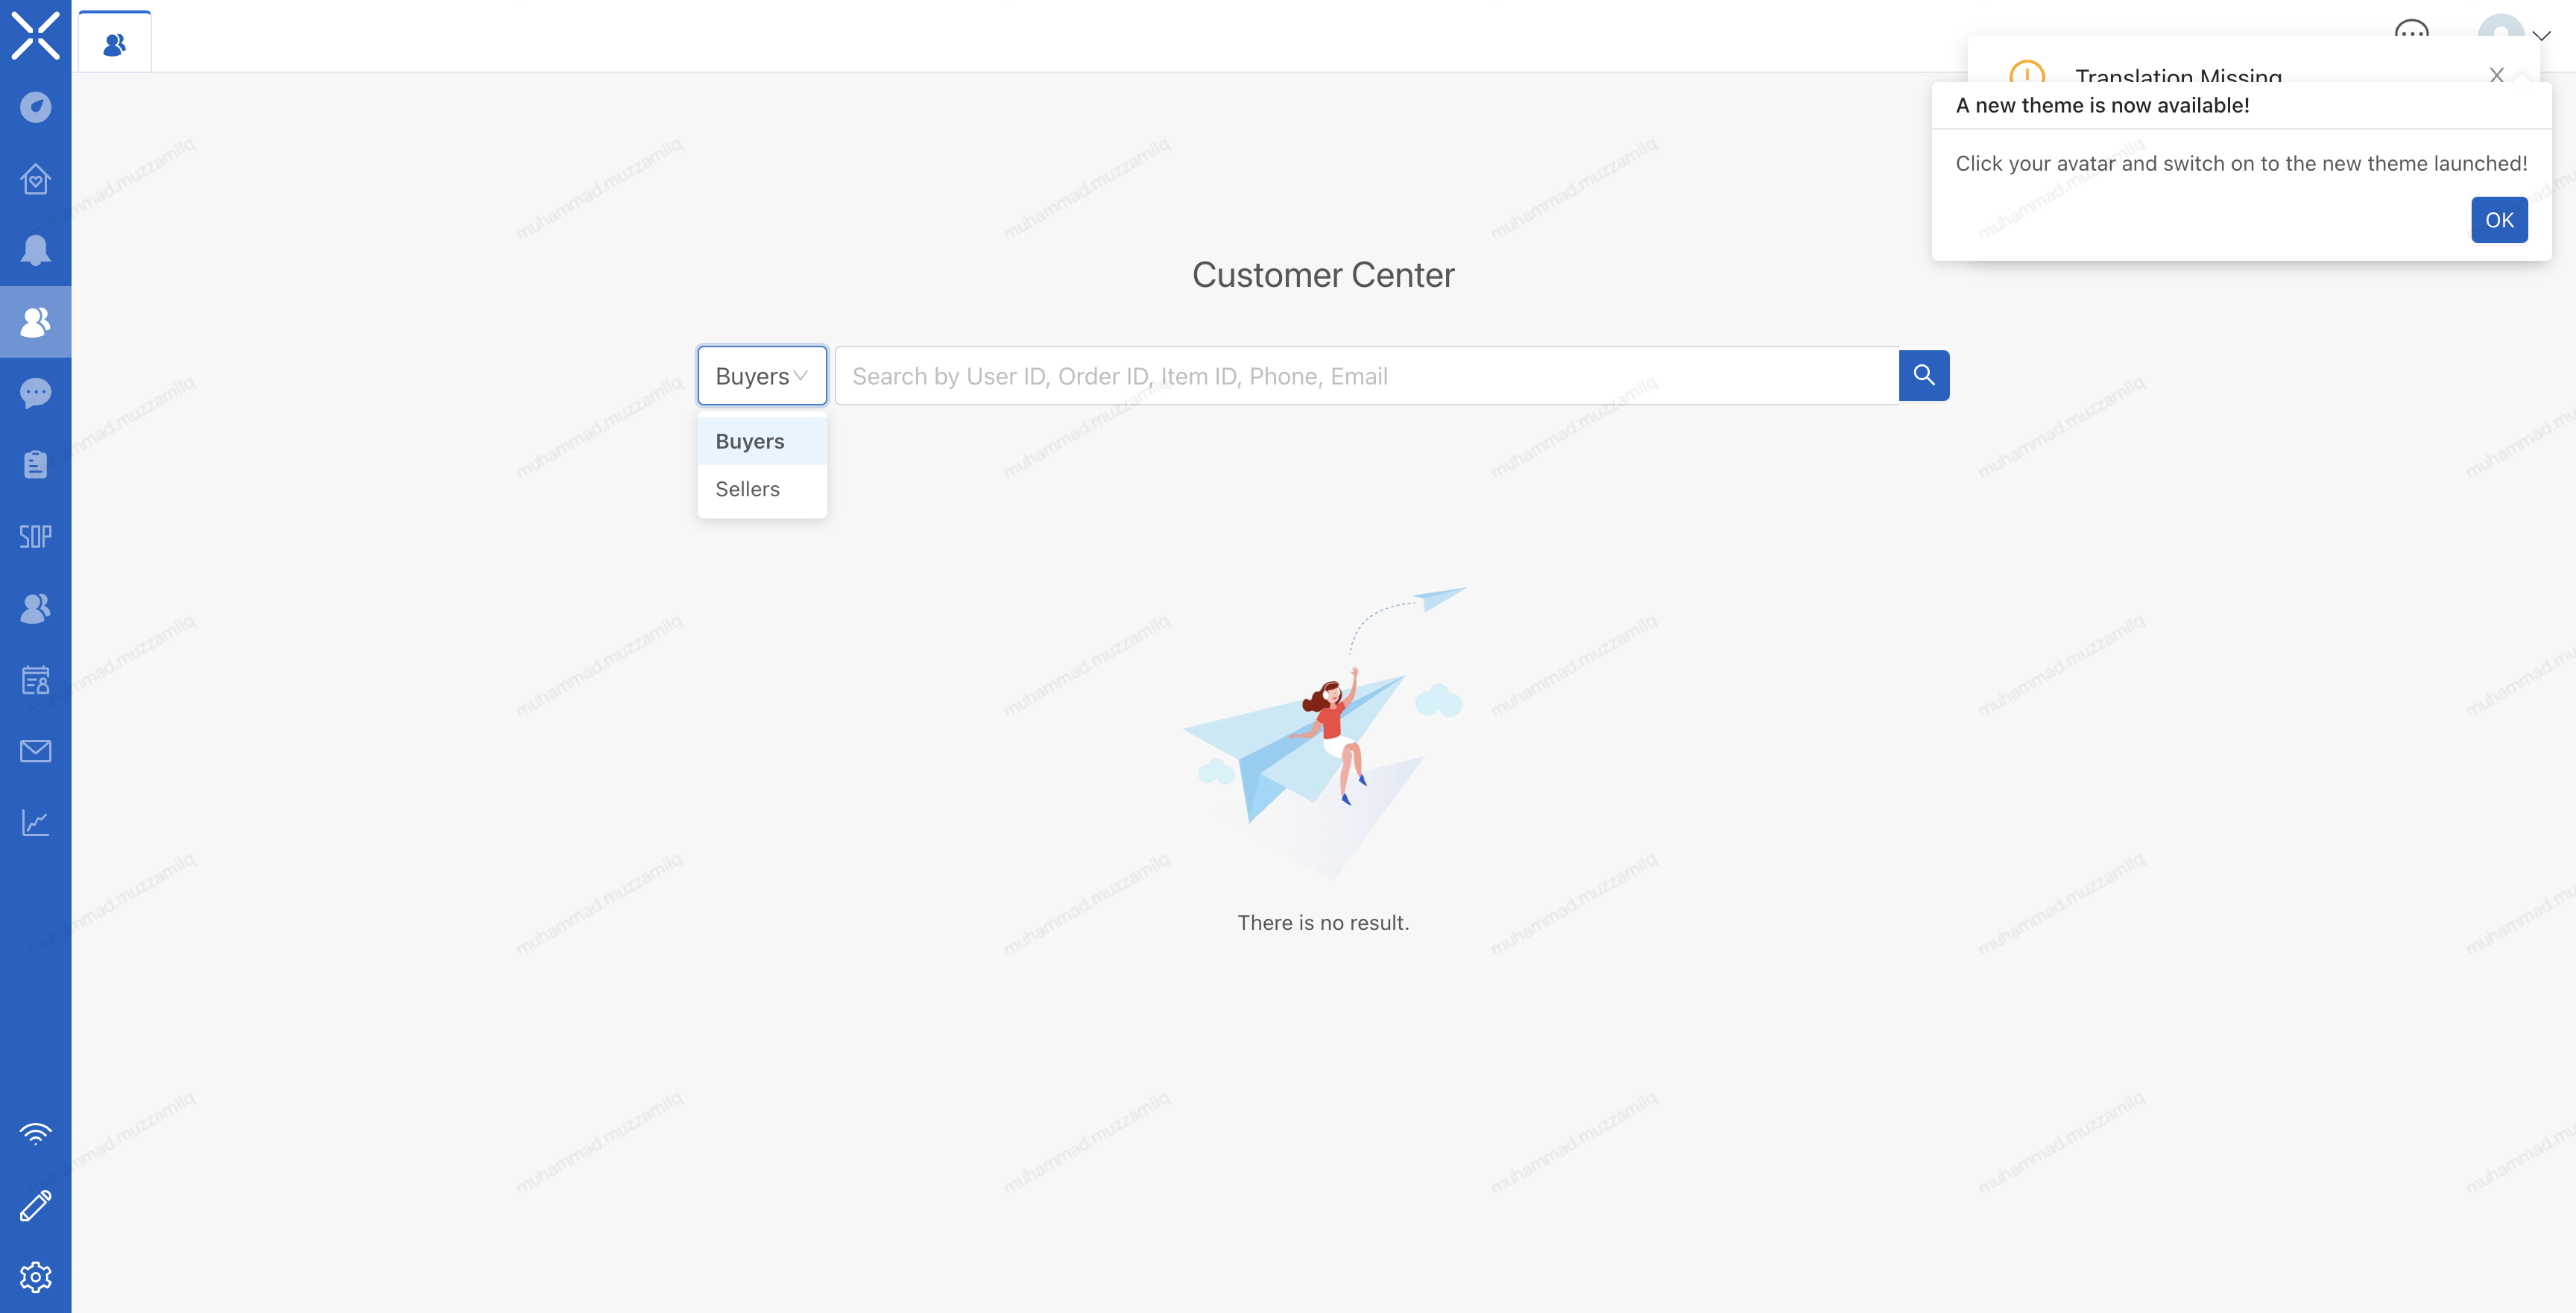 Translation Missing
A new theme is now available!
Click your avatar and switch on to the new theme launched!
OK
Customer Center
Buyers
Search by User ID, Order ID, Item ID, Phone, Email
Buyers
Sellers
SOP
There is no result.
muhammad.muzzamilq